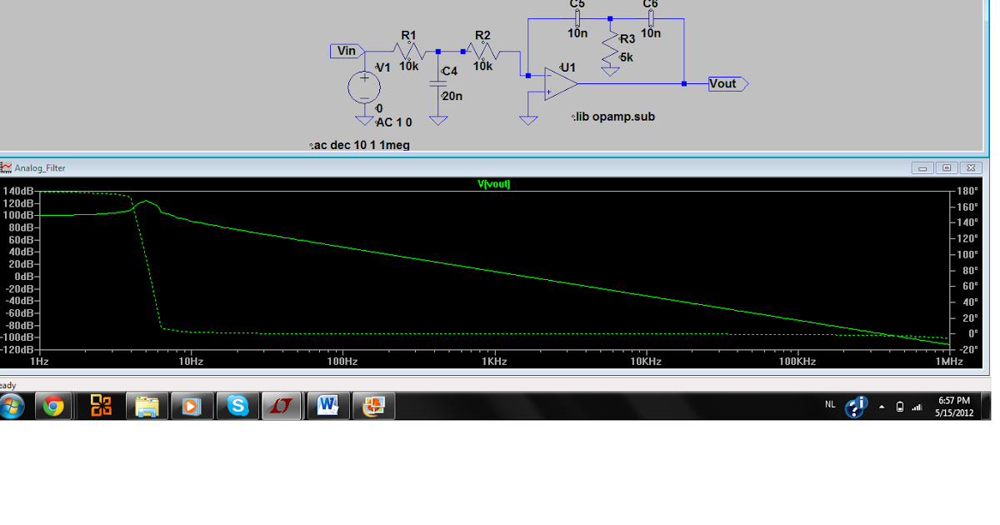 C5 C6
10n R3 10n
5k
R1 R2
Vin
V1 10k 10k
C4 U1
20n
Vout
0
AC 1 0
.lib opamp.sub
.ac dec 10 1 1meg
Analog_Filter
V(vout)
140dB 180°
120dB 160°
100dB 140°
80dB 120°
60dB 100°
40dB 80°
20dB 60°
0dB 40°
-20dB 20°
-40dB 0°
-60dB -20°
-80dB
-100dB
-120dB
1Hz 10Hz 100Hz 1KHz 10KHz 100KHz 1MHz
eady
NL 6:57 PM
5/15/2012